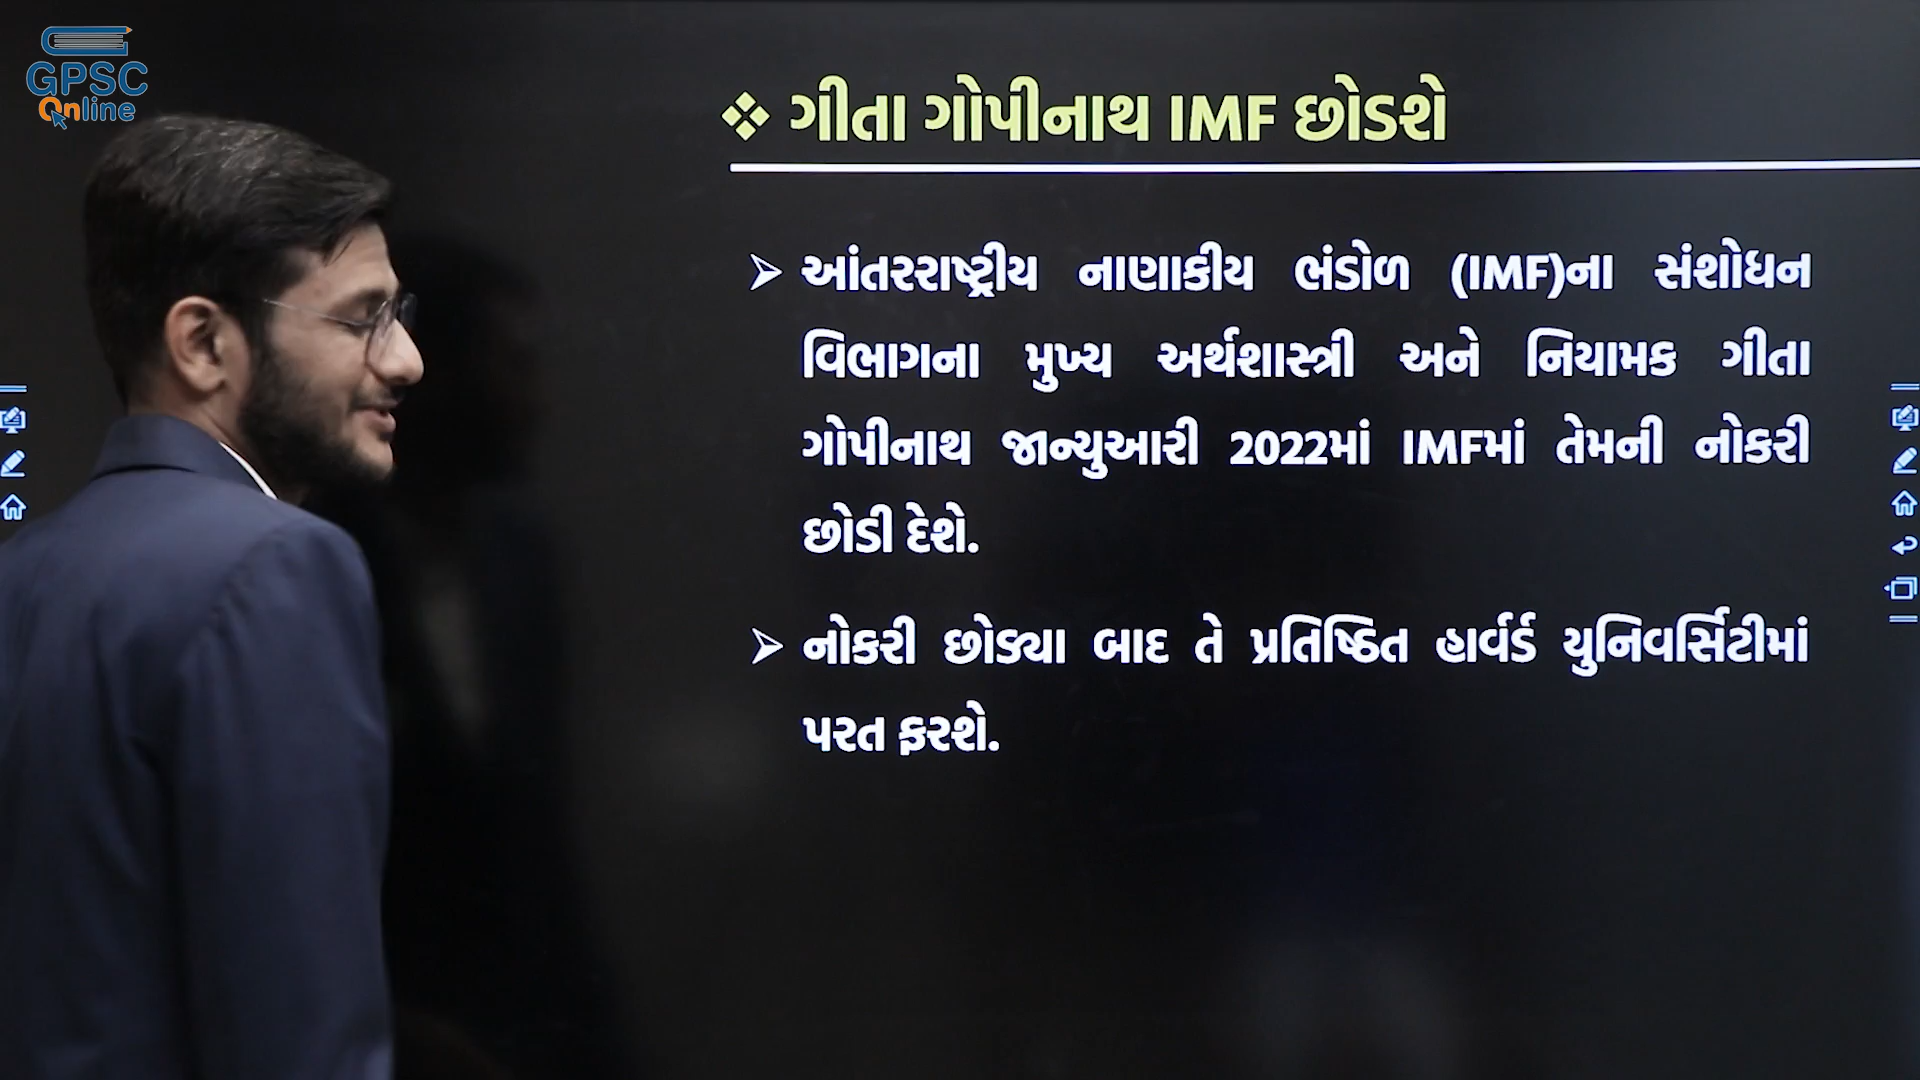 GPSC
Online
❖ ગીતા ગોપીનાથ IMF છોડશે
➢ આંતરરાષ્ટ્રીય નાણાકીય ભંડોળ (IMF)ના સંશોધન
વિભાગના મુખ્ય અર્થશાસ્ત્રી અને નિયામક ગીતા
ગોપીનાથ જાન્યુઆરી 2022માં IMFમાં તેમની નોકરી
છોડી દેશે.
➢ નોકરી છોડ્યા બાદ તે પ્રતિષ્ઠિત હાર્વર્ડ યુનિવર્સિટીમાં
પરત ફરશે.